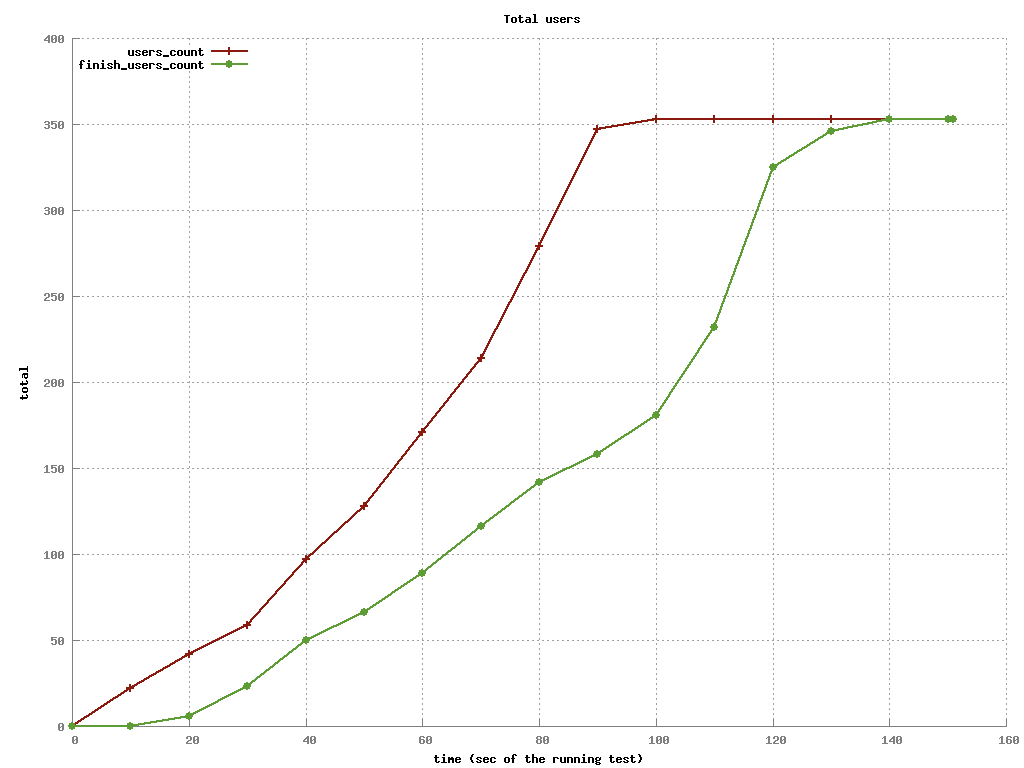 Total users
users_count
finish_users_count
400
350
300
250
200
150
100
50
0
total
0 20 40 60 80 100 120 140 160
time (sec of the running test)